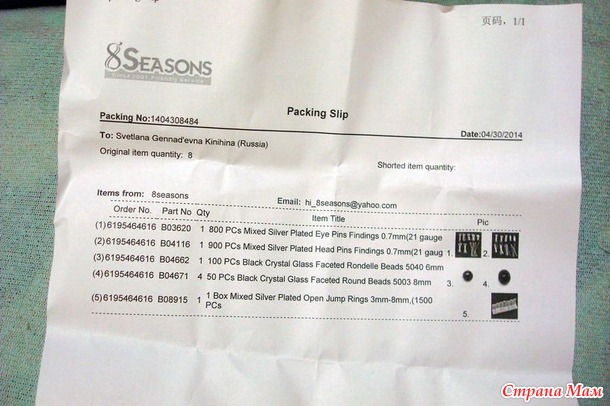 页码，1/1
8SEASONS
SINCE 2007 Friendly Service
Packing Slip
Packing No:1404308484
Date:04/30/2014
To: Svetlana Gennad'evna Kinihina (Russia)
Original item quantity: 8
Shorted item quantity:
Items from: 8seasons
Email: hi_8seasons@yahoo.com
Order No. Part No Qty Item Title Pic
(1)6195464616 B03620 1 800 PCs Mixed Silver Plated Eye Pins Findings 0.7mm(21 gauge
(2)6195464616 B04116 1 900 PCs Mixed Silver Plated Head Pins Findings 0.7mm(21 gauge 1. 2.
(3)6195464616 B04662 1 100 PCs Black Crystal Glass Faceted Rondelle Beads 5040 6mm
(4)6195464616 B04671 4 50 PCs Black Crystal Glass Faceted Round Beads 5003 8mm 3. 4.
(5)6195464616 B08915 1 1 Box Mixed Silver Plated Open Jump Rings 3mm-8mm,(1500
PCs
5.
Страна Мам